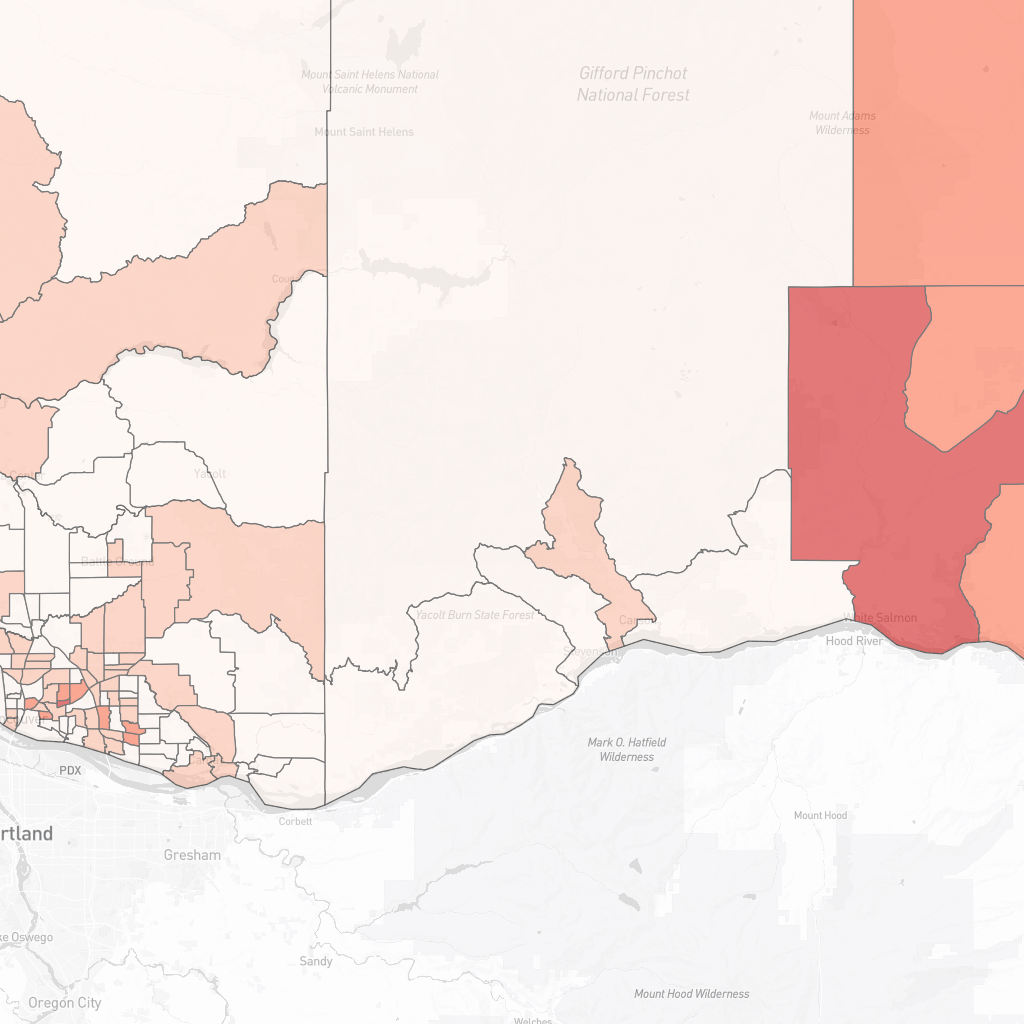 Mount Saint Helens National
Volcanic Monument
Gifford Pinchot
National Forest
Mount Saint Helens
Mount Adams
Wilderness
Yacolt
Battle Ground
Yacolt Burn State Forest
Stevenson
White Salmon
Hood River
Mark O. Hatfield
Wilderness
PDX
Corbett
Mount Hood
rtland
Gresham
ke Oswego
Sandy
Oregon City
Mount Hood Wilderness
Welches